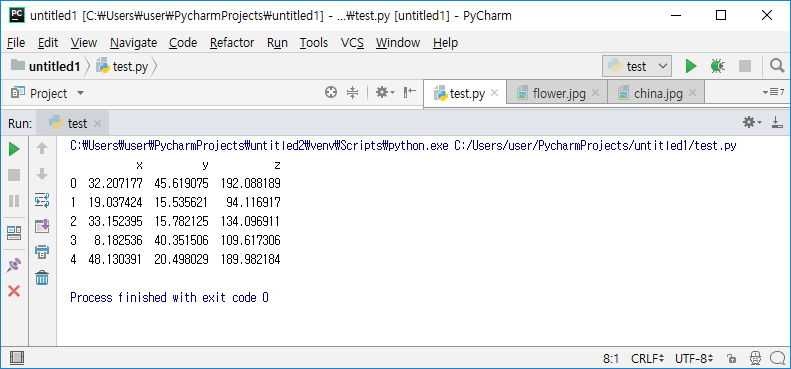 PC untitled1 [C:₩Users₩user₩PycharmProjects₩untitled1] - ...₩test.py [untitled1] - PyCharm
File Edit View Navigate Code Refactor Run Tools VCS Window Help
untitled1 test.py test
Project test.py flower.jpg china.jpg 7
Run: test
C:₩Users₩user₩PycharmProjects₩untitled2₩venv₩Scripts₩python.exe C:/Users/user/PycharmProjects/untitled1/test.py
x y z
0 32.207177 45.619075 192.088189
1 19.037424 15.535621 94.116917
2 33.152395 15.782125 134.096911
3 8.182536 40.351506 109.617306
4 48.130391 20.498029 189.982184
Process finished with exit code 0
8:1 CRLF UTF-8